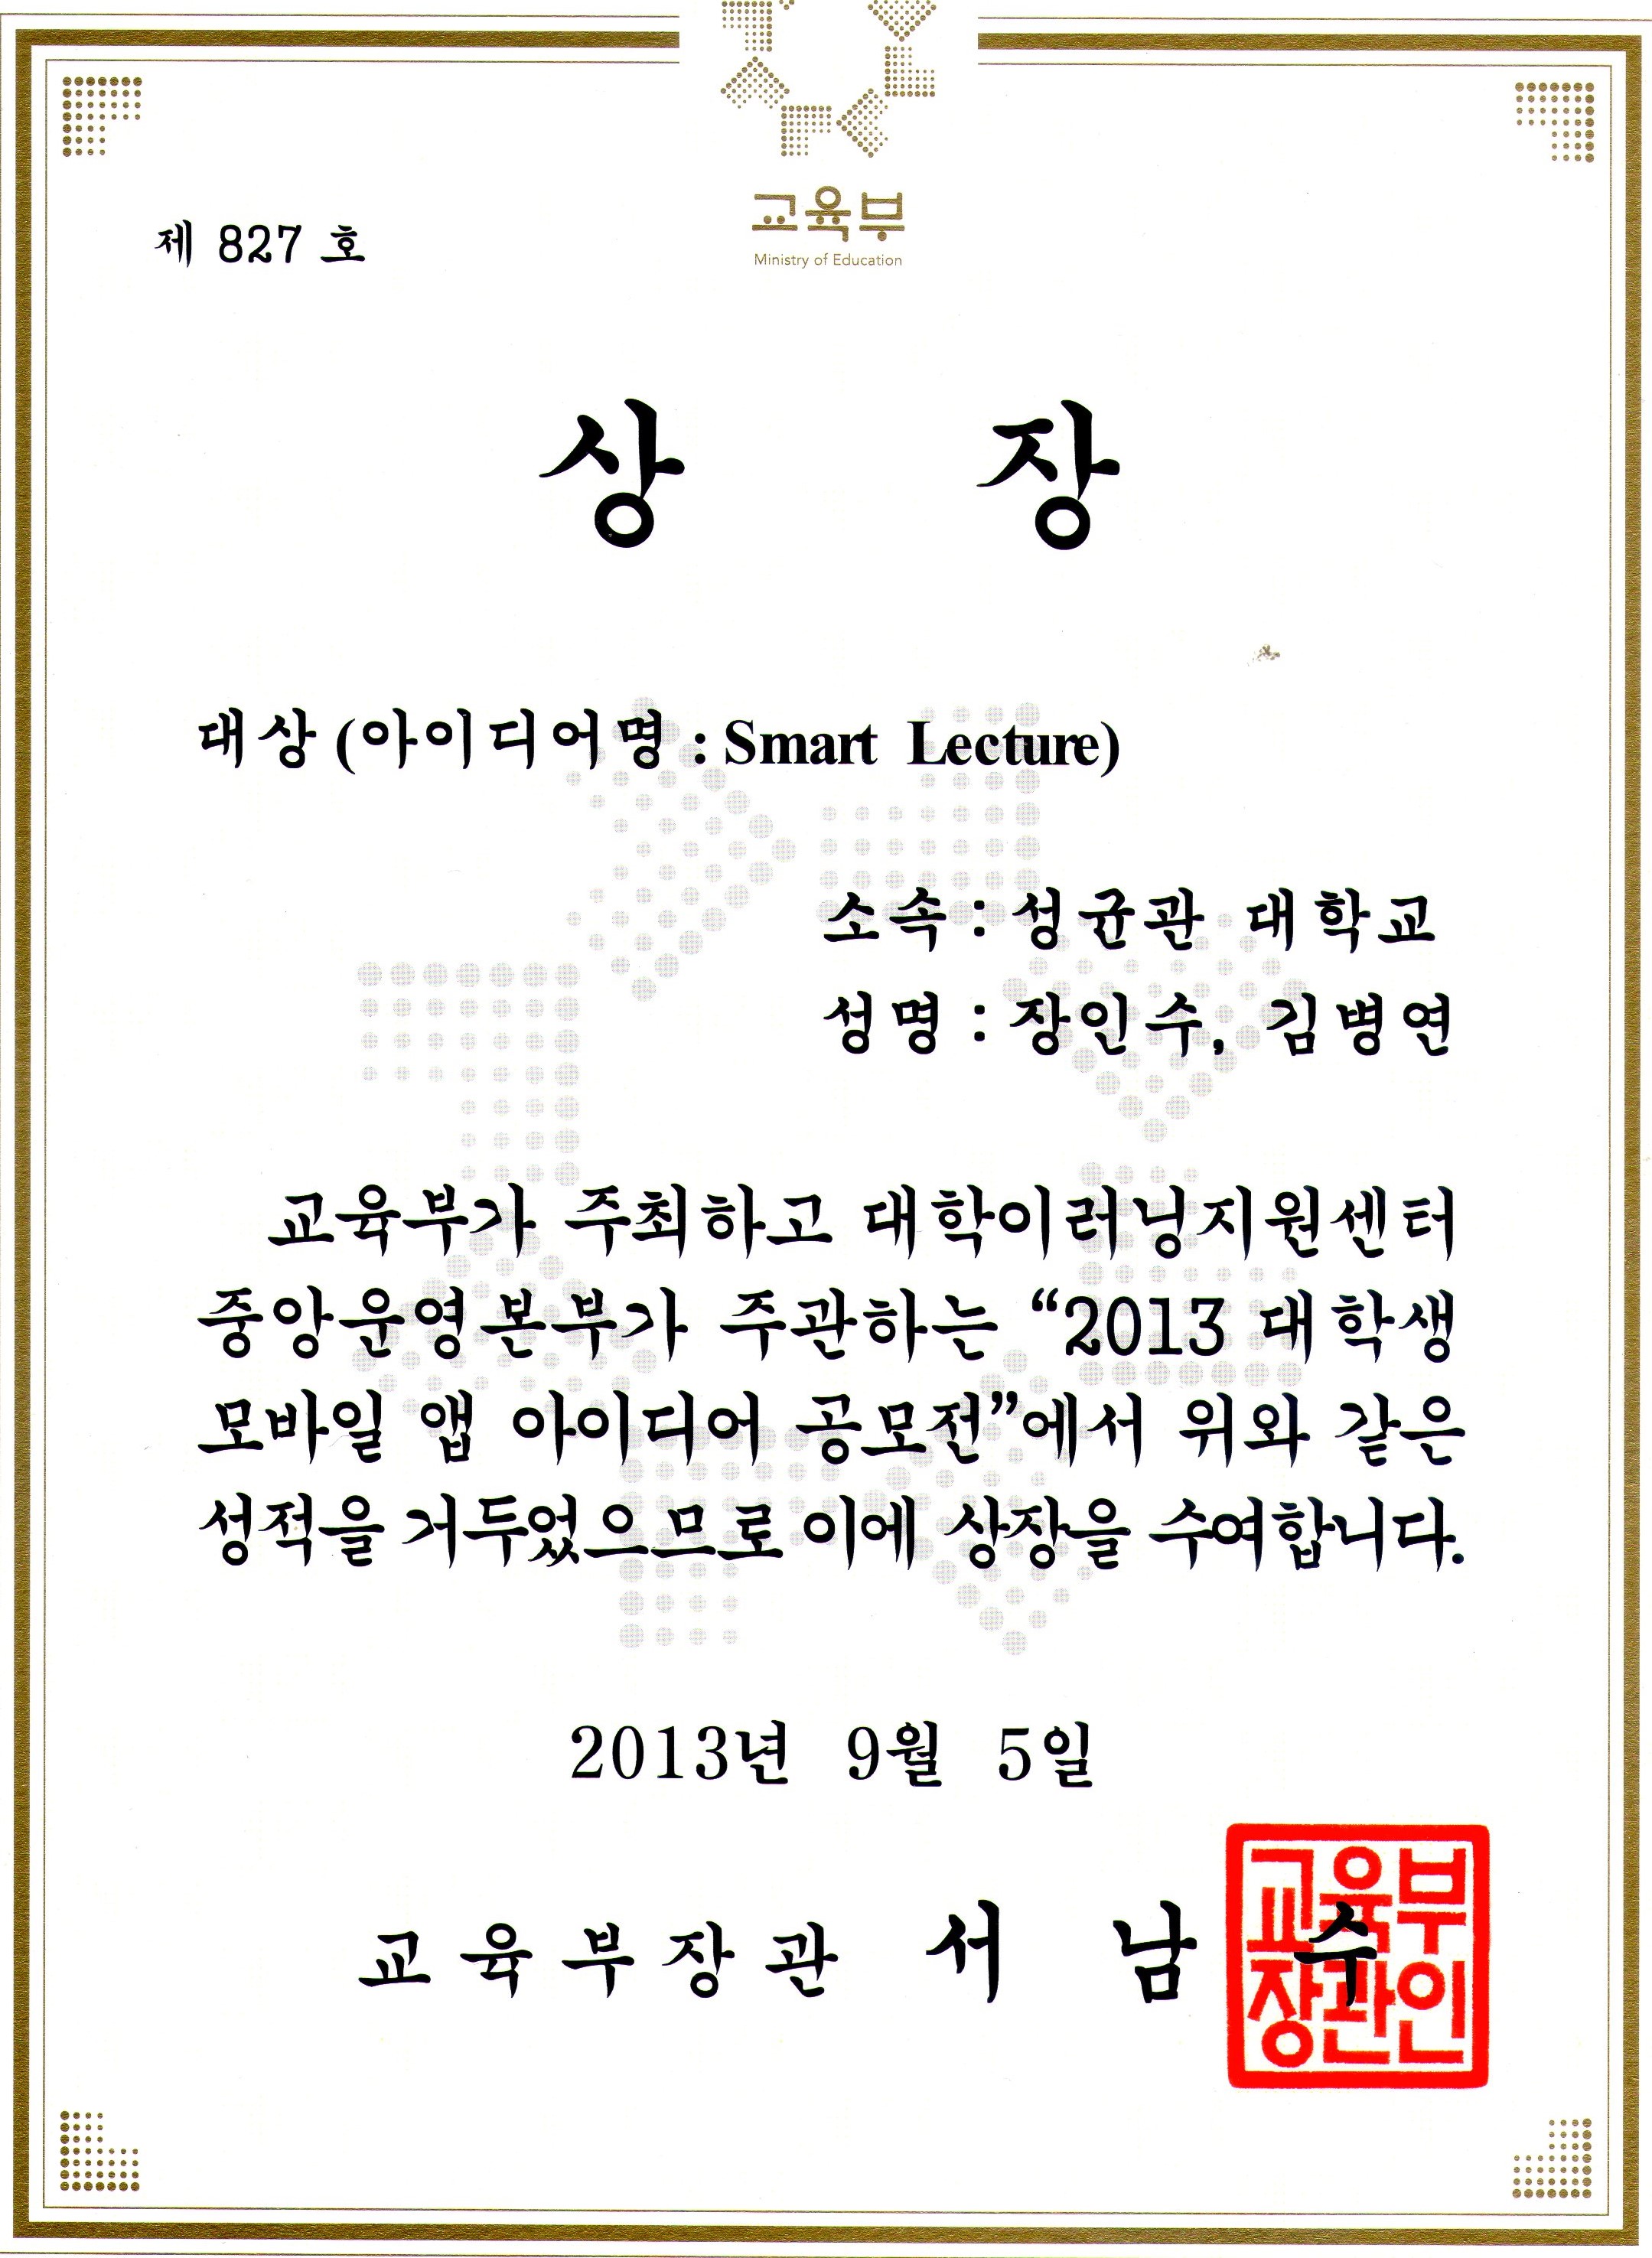 교육부
Ministry of Education
제 827 호
상 장
대상 (아이디어명 : Smart Lecture)
소속 : 성균관 대학교
성명 : 장인수, 김병연
교육부가 주최하고 대학이러닝지원센터
중앙운영본부가 주관하는 “2013 대학생
모바일 앱 아이디어 공모전”에서 위와 같은
성적을 거두었으므로 이에 상장을 수여합니다.
2013년 9월 5일
교육부장관 서 남 수
교육부
장관인